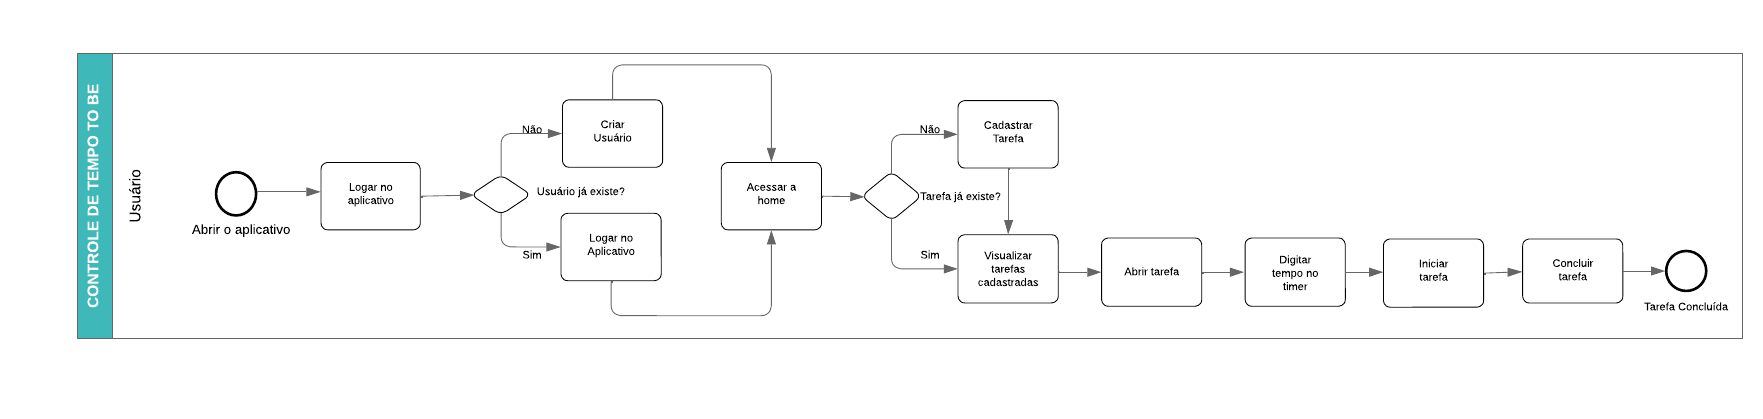 CONTROLE DE TEMPO TO BE
Usuário
Abrir o aplicativo
Logar no
aplicativo
Usuário já existe?
Não
Criar
Usuário
Sim
Logar no
Aplicativo
Acessar a
home
Tarefa já existe?
Não
Cadastrar
Tarefa
Sim
Visualizar
tarefas
cadastradas
Abrir tarefa
Digitar
tempo no
timer
Iniciar
tarefa
Concluir
tarefa
Tarefa Concluída